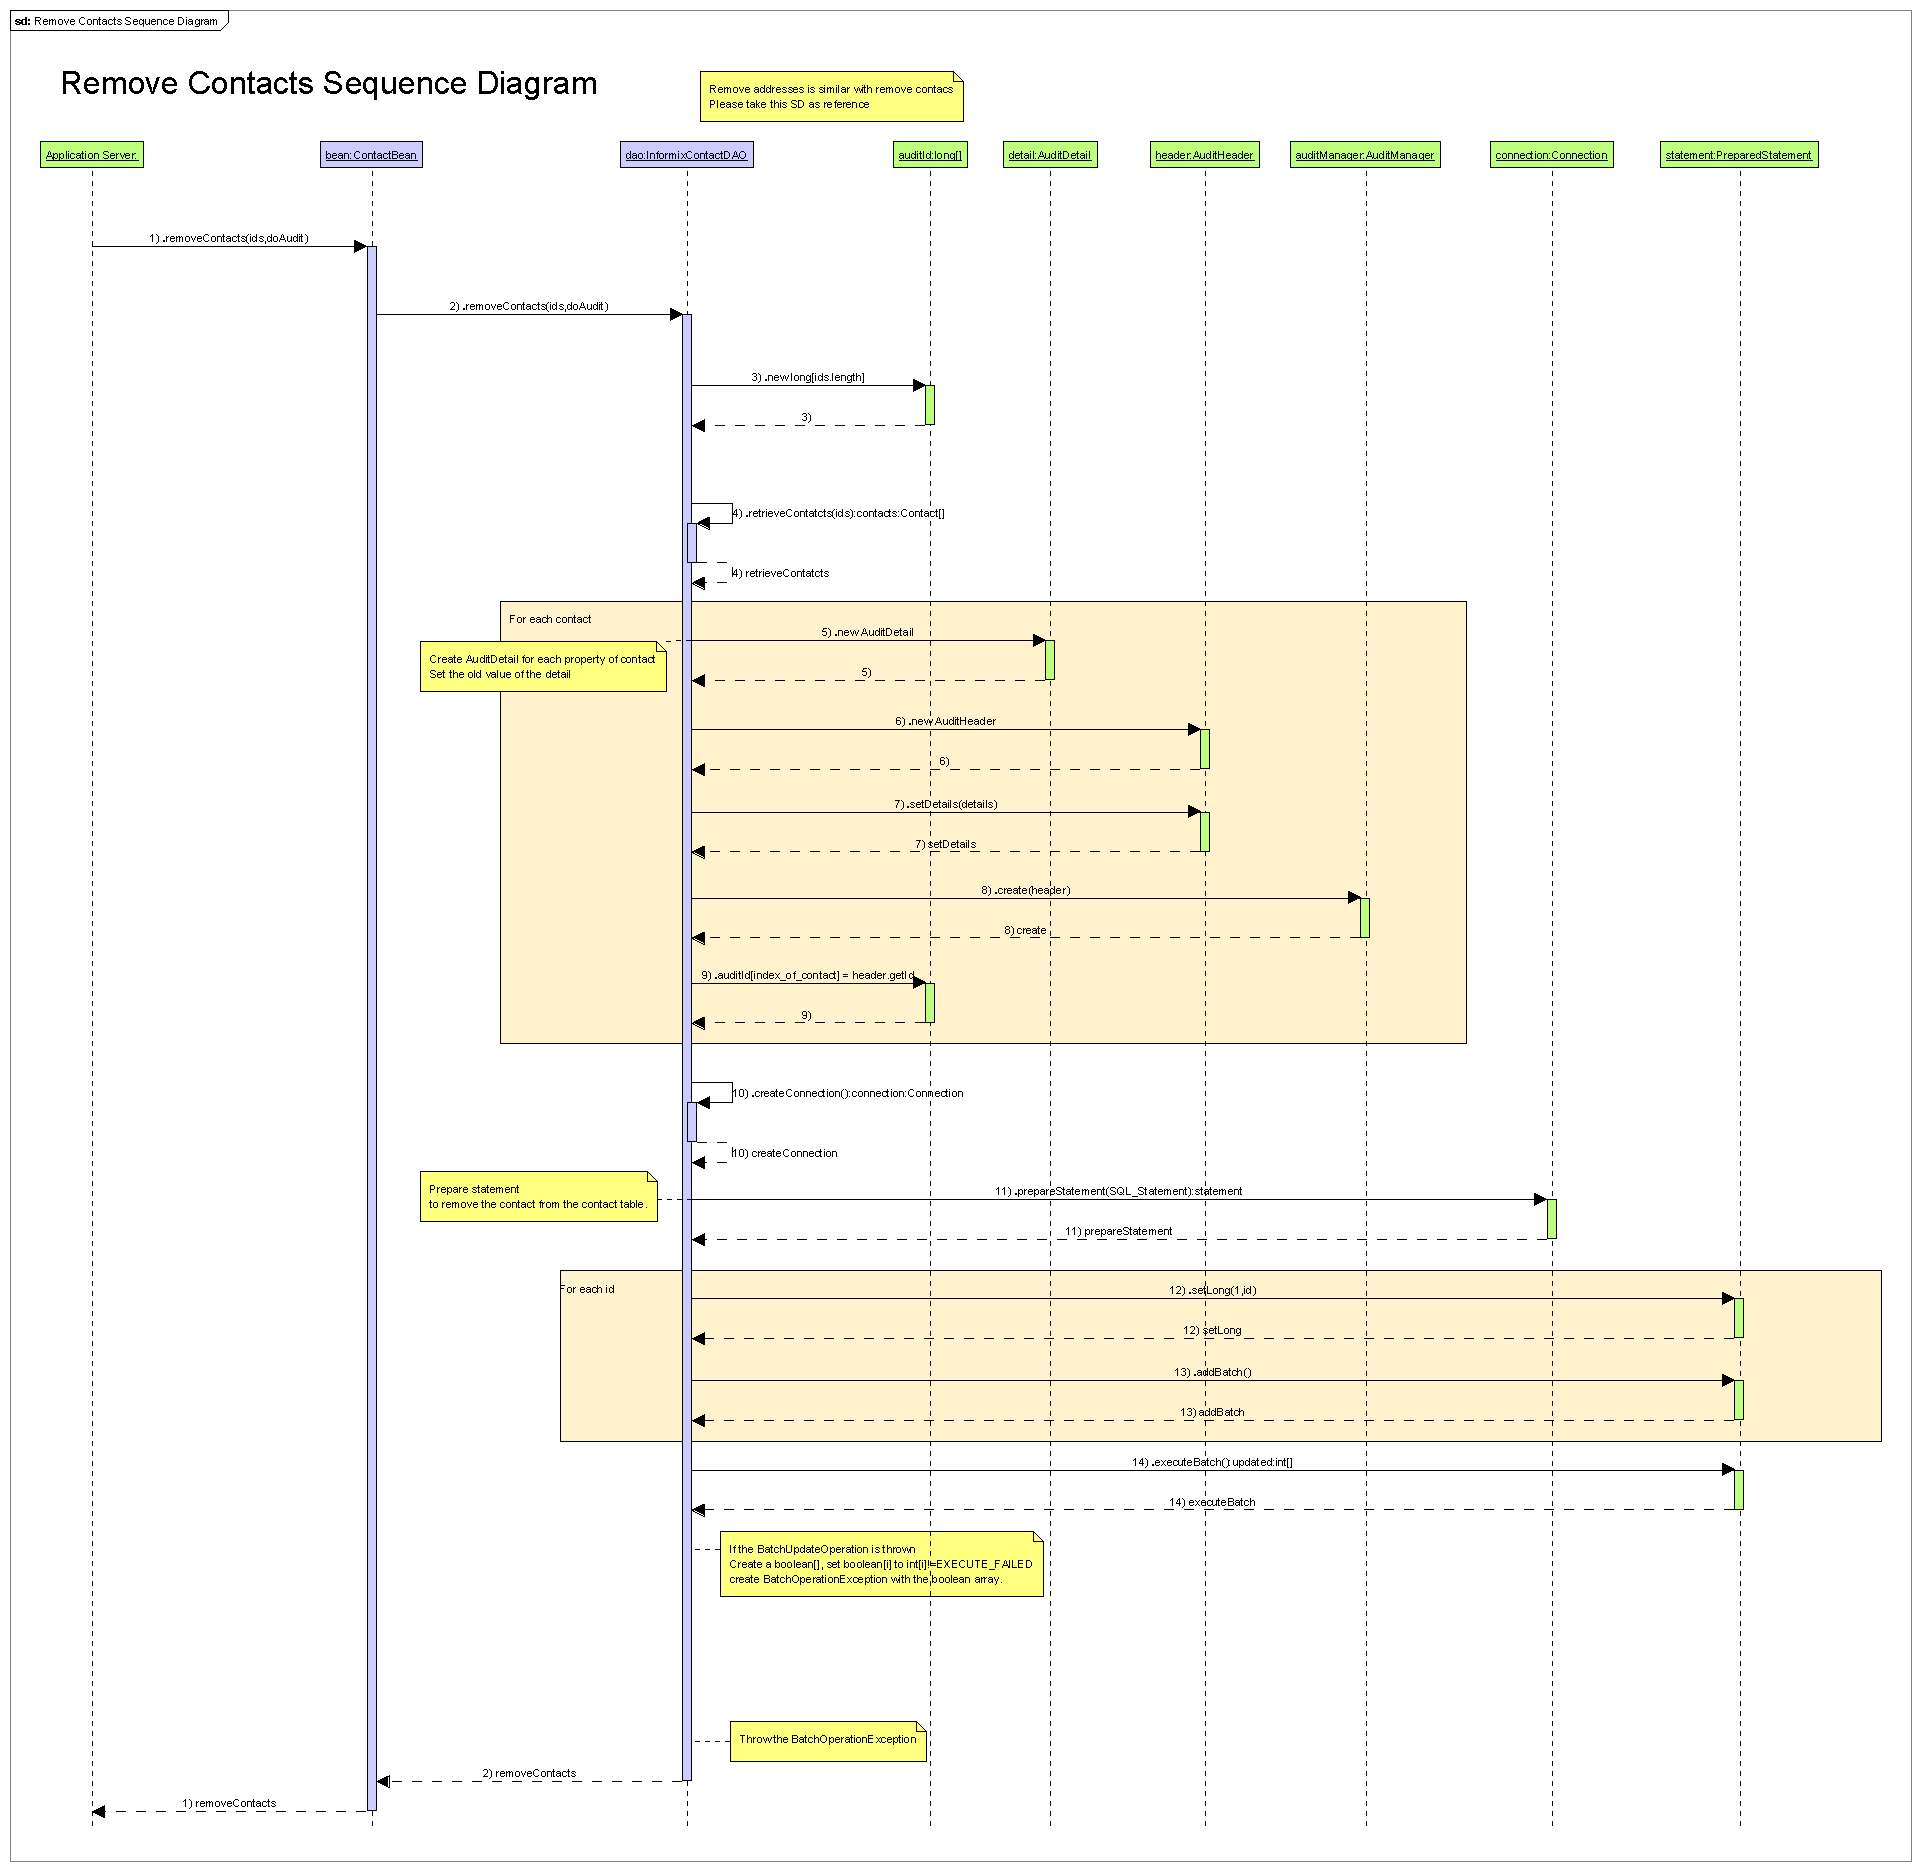 sd: Remove Contacts Sequence Diagram
Remove Contacts Sequence Diagram
Remove addresses is similar with remove contacs
Please take this SD as reference
Application Server:
bean:ContactBean
dao:InformixContactDAO
auditId:long[]
detail:AuditDetail
header:AuditHeader
auditManager:AuditManager
connection:Connection
statement:PreparedStatement
1) .removeContacts(ids,doAudit)
2) .removeContacts(ids,doAudit)
3) .new long[ids.length]
3)
4) .retrieveContatcts(ids):contacts:Contact[]
4) retrieveContatcts
For each contact
5) .new AuditDetail
Create AuditDetail for each property of contact
Set the old value of the detail
5)
6) .new AuditHeader
6)
7) .setDetails(details)
7) setDetails
8) .create(header)
8) create
9) .auditId[index_of_contact] = header.getId
9)
10) .createConnection():connection:Connection
10) createConnection
Prepare statement
to remove the contact from the contact table.
11) .prepareStatement(SQL_Statement):statement
11) prepareStatement
For each id
12) .setLong(1,id)
12) setLong
13) .addBatch()
13) addBatch
14) .executeBatch():updated:int[]
14) executeBatch
If the BatchUpdateOperation is thrown
Create a boolean[], set boolean[i] to int[i]!=EXECUTE_FAILED
create BatchOperationException with the boolean array.
Throw the BatchOperationException
2) removeContacts
1) removeContacts